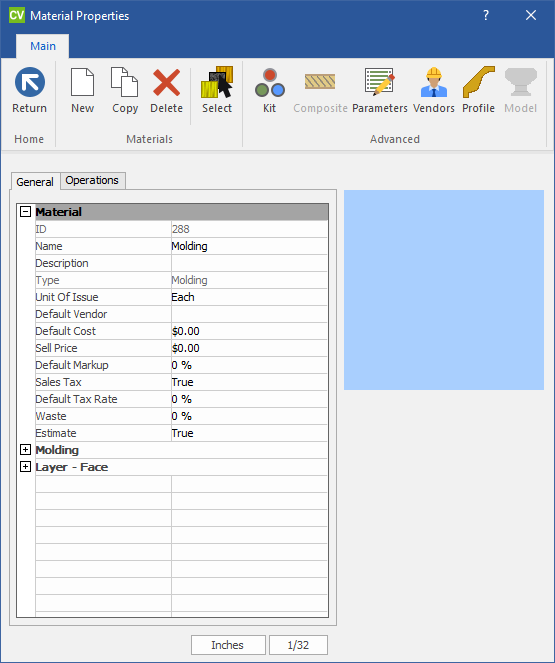 CV Material Properties ?
Main
Return New Copy Delete Select Kit Composite Parameters Vendors Profile Model
Home Materials Advanced
General Operations
Material
ID 288
Name Molding
Description
Type Molding
Unit Of Issue Each
Default Vendor
Default Cost $0.00
Sell Price $0.00
Default Markup 0 %
Sales Tax True
Default Tax Rate 0 %
Waste 0 %
Estimate True
Molding
Layer - Face
Inches 1/32